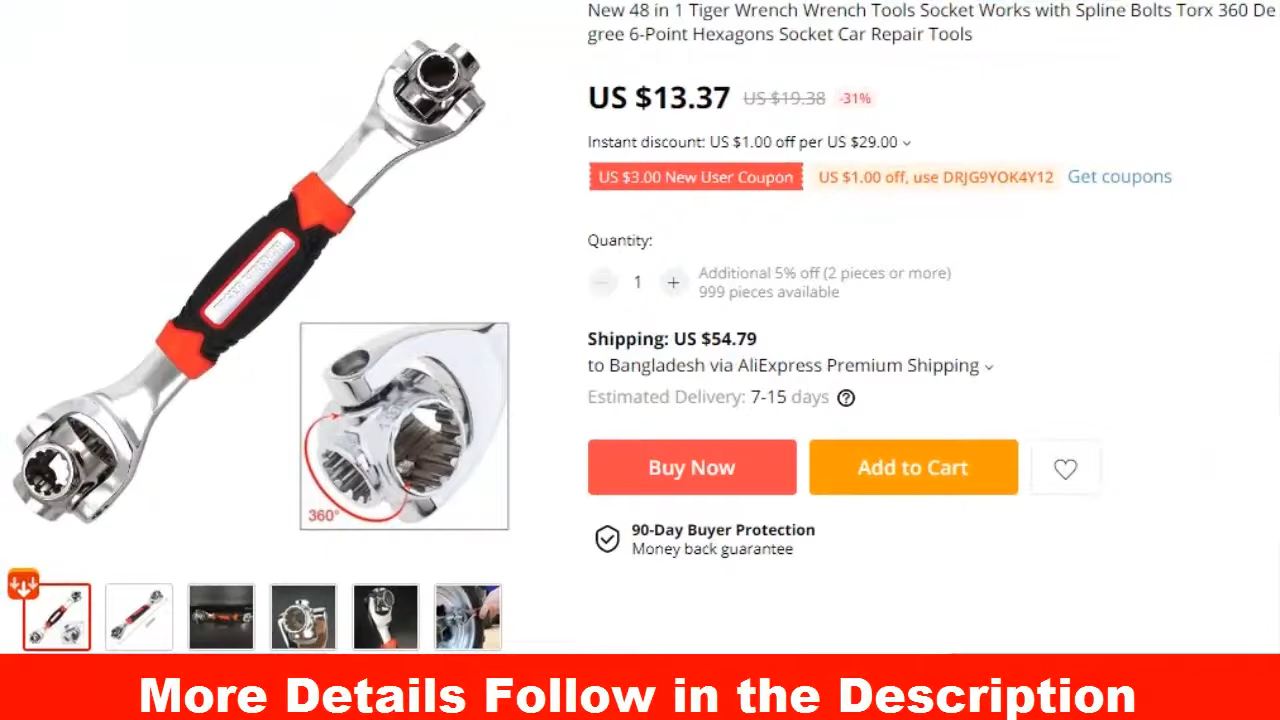 New 48 in 1 Tiger Wrench Wrench Tools Socket Works with Spline Bolts Torx 360 De
gree 6-Point Hexagons Socket Car Repair Tools
US $13.37 US $19.38 -31%
Instant discount: US $1.00 off per US $29.00
US $3.00 New User Coupon US $1.00 off, use DRJG9YOK4Y12 Get coupons
Quantity:
1 Additional 5% off (2 pieces or more)
999 pieces available
Shipping: US $54.79
to Bangladesh via AliExpress Premium Shipping
Estimated Delivery: 7-15 days
360°
Buy Now Add to Cart
90-Day Buyer Protection
Money back guarantee
More Details Follow in the Description